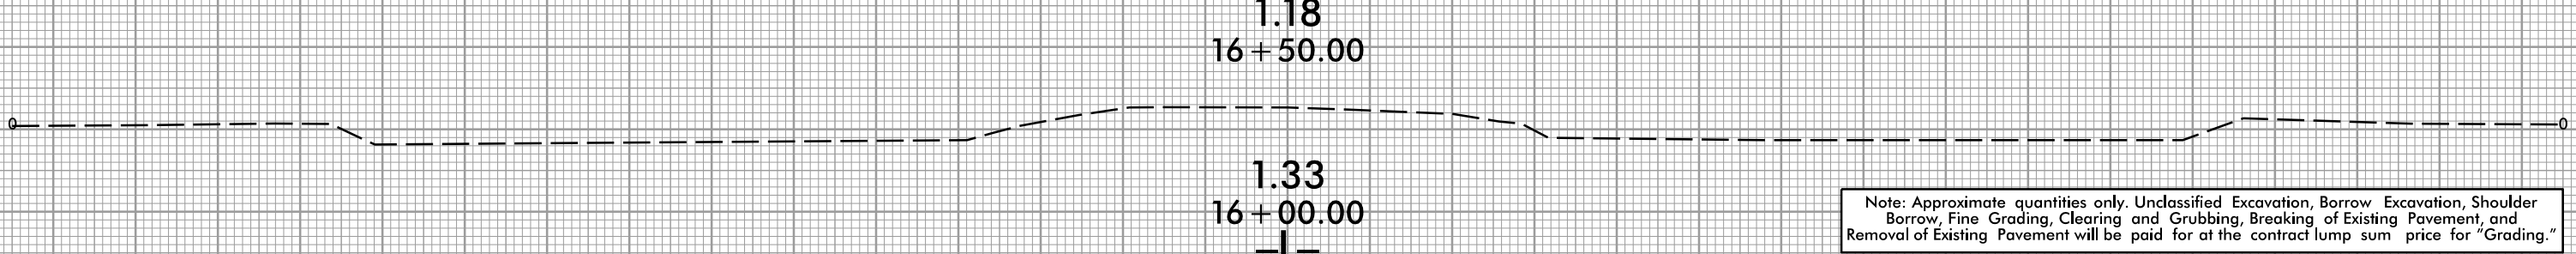 1.18
16+50.00
0
0
1.33
16+00.00
-L-
Note: Approximate quantities only. Unclassified Excavation, Borrow Excavation, Shoulder
Borrow, Fine Grading, Clearing and Grubbing, Breaking of Existing Pavement, and
Removal of Existing Pavement will be paid for at the contract lump sum price for "Grading."